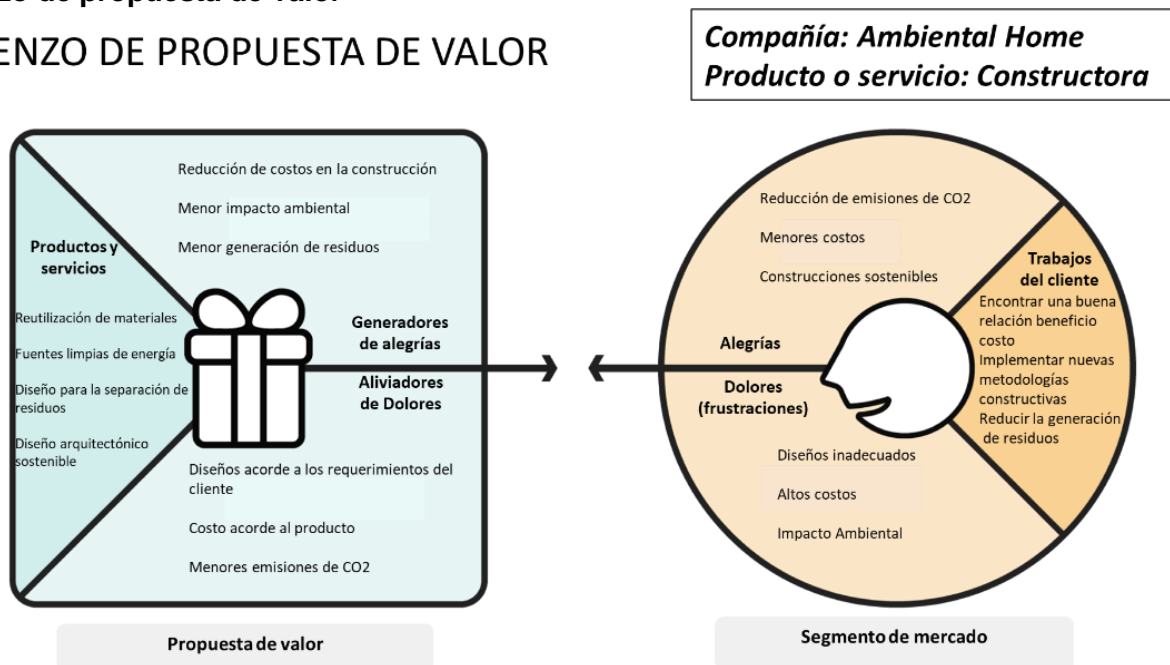 zo de propuesta de valor
ENZO DE PROPUESTA DE VALOR
Compañía: Ambiental Home
Producto o servicio: Constructora
Reducción de costos en la construcción
Menor impacto ambiental
Menor generación de residuos
Productos y
servicios
Reutilización de materiales
Fuentes limpias de energía
Diseño para la separación de
residuos
Diseño arquitectónico
sostenible
Generadores
de alegrías
Aliviadores
de Dolores
Diseños acorde a los requerimientos del
cliente
Costo acorde al producto
Menores emisiones de CO2
Propuesta de valor
Reducción de emisiones de CO2
Menores costos
Construcciones sostenibles
Alegrías
Dolores
(frustraciones)
Diseños inadecuados
Altos costos
Impacto Ambiental
Trabajos
del cliente
Encontrar una buena
relación beneficio
costo
Implementar nuevas
metodologías
constructivas
Reducir la generación
de residuos
Segmento de mercado